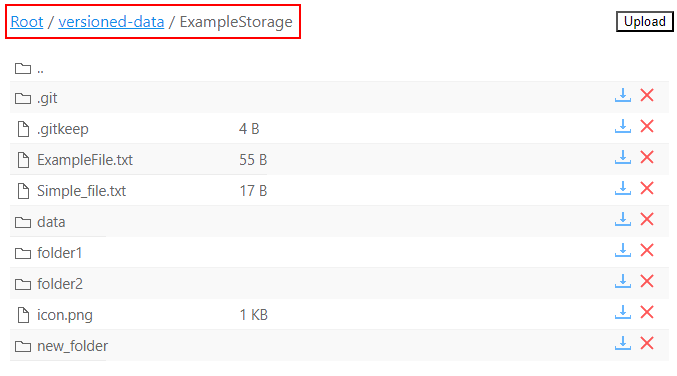 Root / versioned-data / ExampleStorage Upload
..
.git
.gitkeep 4 B
ExampleFile.txt 55 B
Simple_file.txt 17 B
data
folder1
folder2
icon.png 1 KB
new_folder